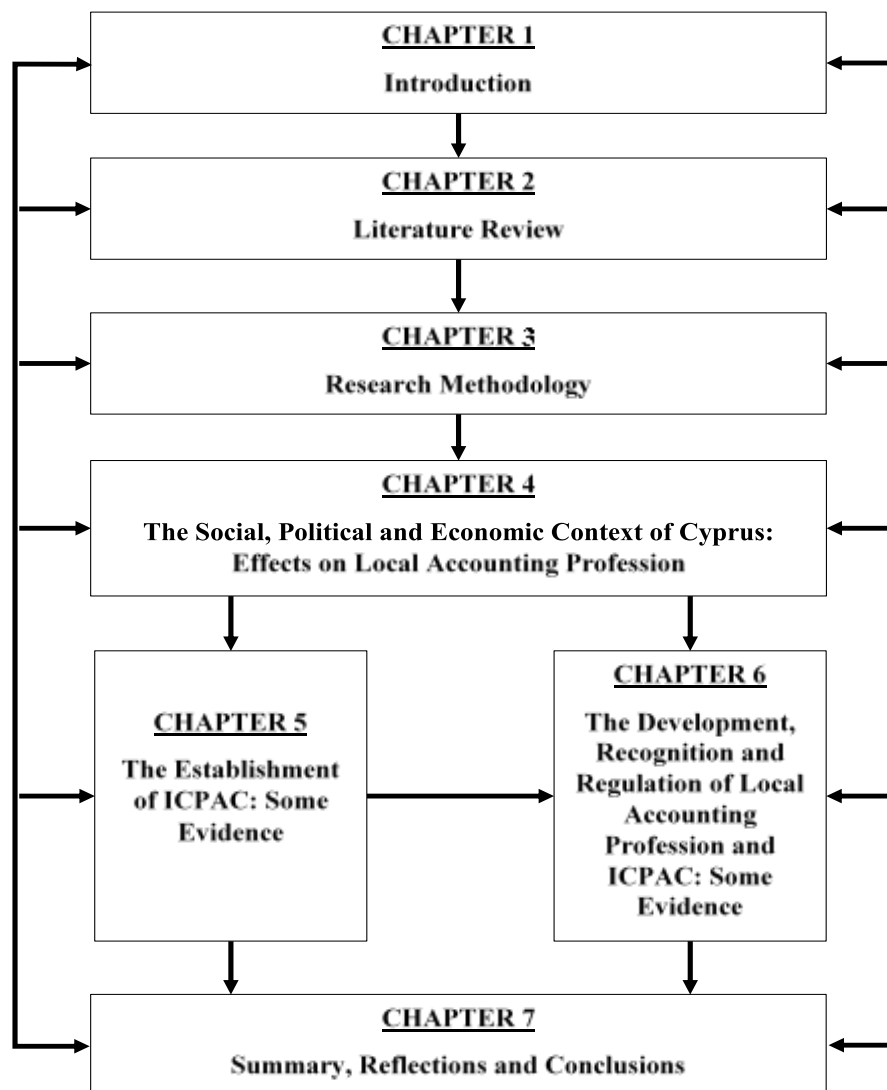 CHAPTER 1
Introduction
CHAPTER 2
Literature Review
CHAPTER 3
Research Methodology
CHAPTER 4
The Social, Political and Economic Context of Cyprus:
Effects on Local Accounting Profession
CHAPTER 5
The Establishment
of ICPAC: Some
Evidence
CHAPTER 6
The Development,
Recognition and
Regulation of Local
Accounting
Profession and
ICPAC: Some
Evidence
CHAPTER 7
Summary, Reflections and Conclusions